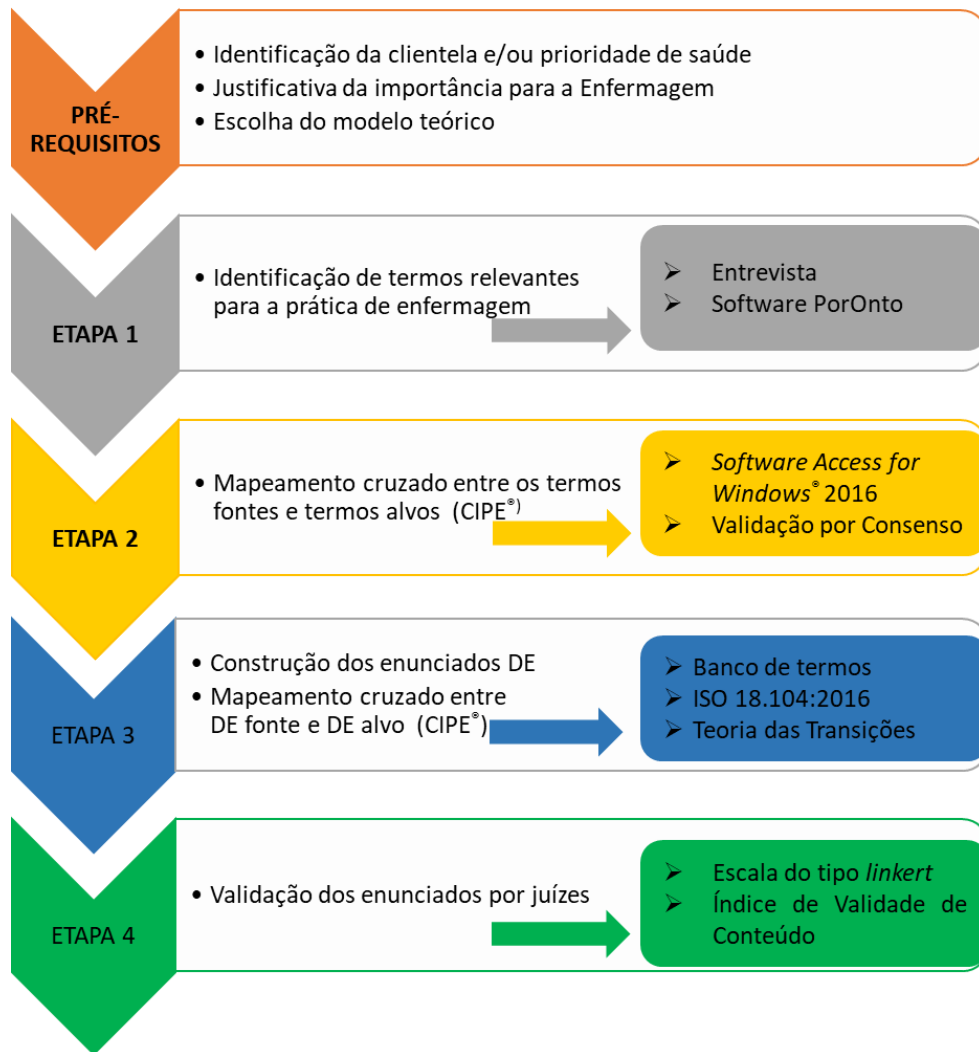 PRÉ-
REQUISITOS
• Identificação da clientela e/ou prioridade de saúde
• Justificativa da importância para a Enfermagem
• Escolha do modelo teórico
ETAPA 1
• Identificação de termos relevantes
para a prática de enfermagem
➢ Entrevista
➢ Software PorOnto
ETAPA 2
• Mapeamento cruzado entre os termos
fontes e termos alvos (CIPE®)
➢ Software Access for
Windows® 2016
➢ Validação por Consenso
ETAPA 3
• Construção dos enunciados DE
• Mapeamento cruzado entre
DE fonte e DE alvo (CIPE®)
➢ Banco de termos
➢ ISO 18.104:2016
➢ Teoria das Transições
ETAPA 4
• Validação dos enunciados por juízes
➢ Escala do tipo linkert
➢ Índice de Validade de
Conteúdo